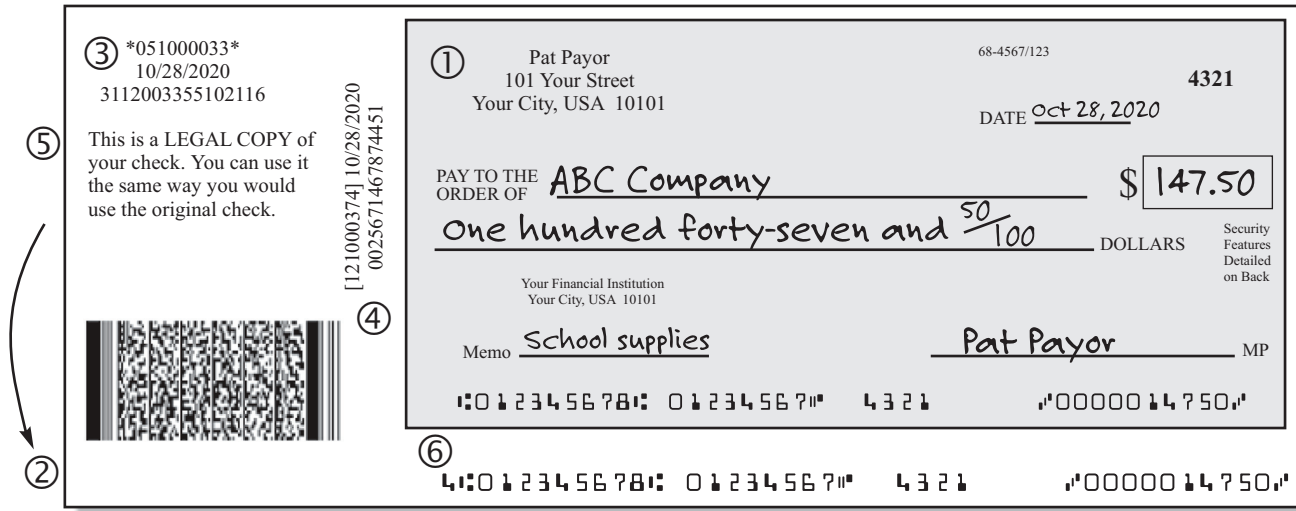 ③ *051000033*
10/28/2020
3112003355102116
⑤ This is a LEGAL COPY of
your check. You can use it
the same way you would
use the original check.
②
[121000374] 10/28/2020
00256714678744​51
④
① Pat Payor
101 Your Street
Your City, USA 10101
68-4567/123
4321
DATE Oct 28, 2020
PAY TO THE
ORDER OF ABC Company $ 147.50
One hundred forty-seven and 50/100 DOLLARS
Security
Features
Detailed
on Back
Your Financial Institution
Your City, USA 10101
Memo School supplies Pat Payor MP
⑆012345678⑆ 01234567⑈ 4321 ⑇0000014750⑇
⑥
4⑆012345678⑆ 01234567⑈ 4321 ⑇0000014750⑇